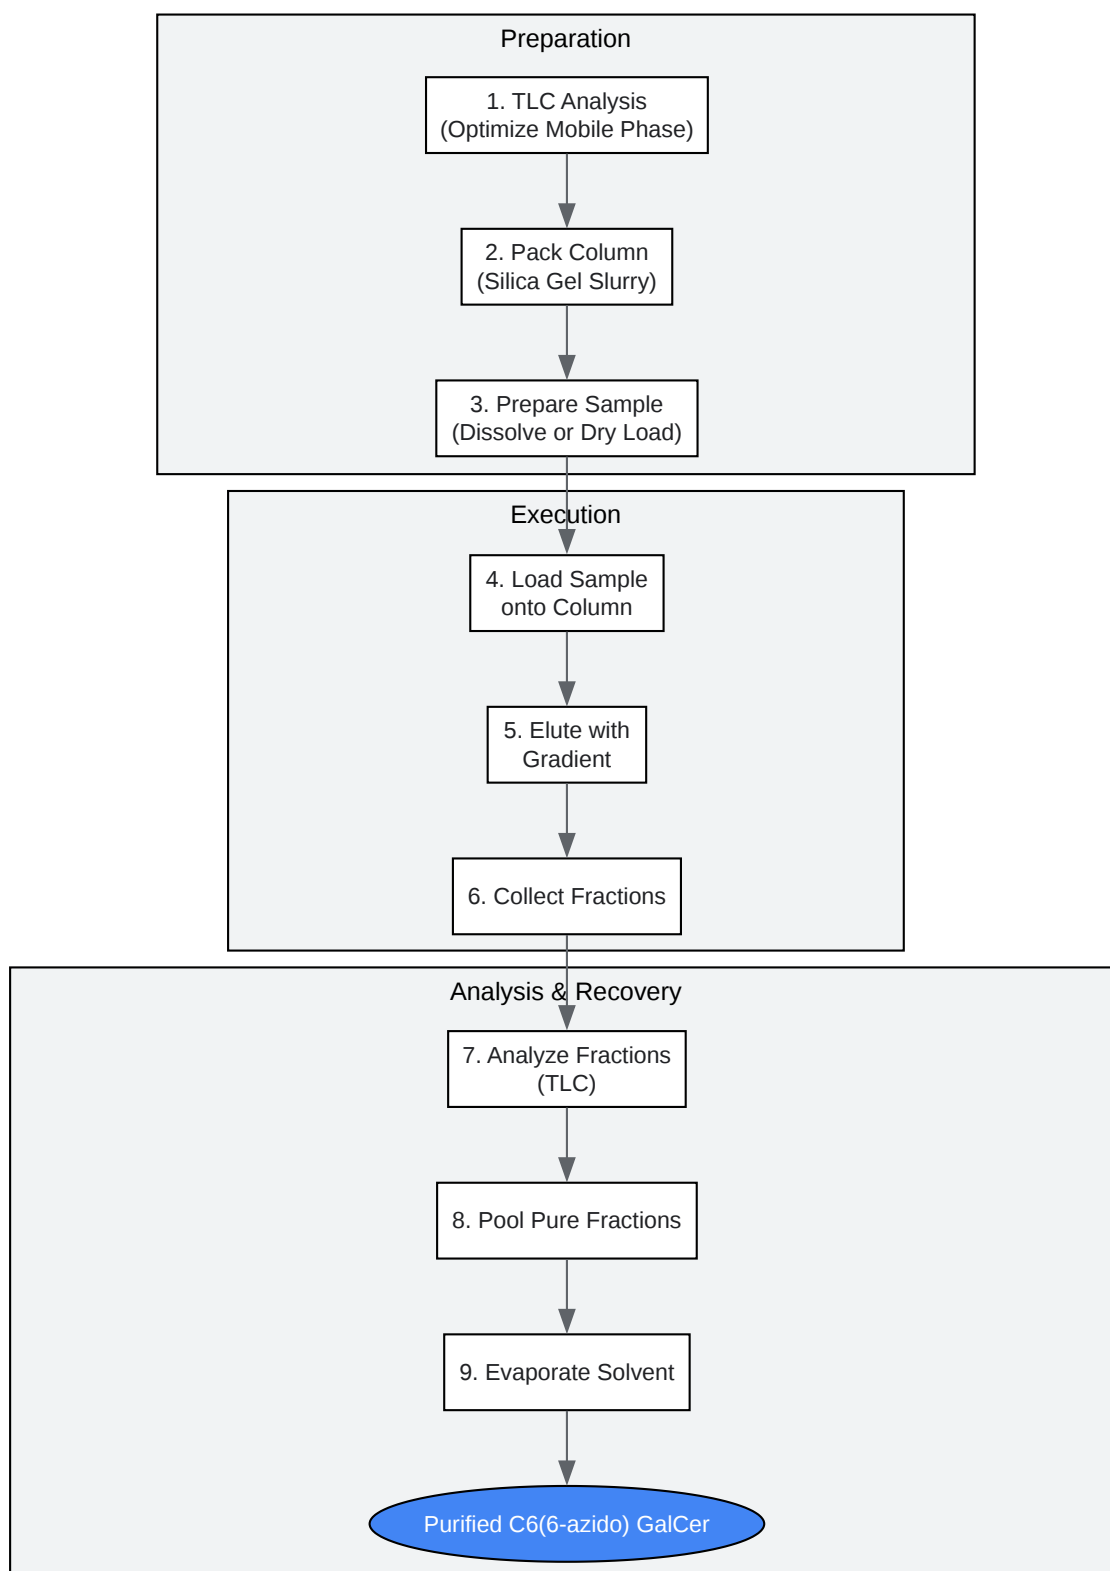 Preparation
1. TLC Analysis
(Optimize Mobile Phase)
2. Pack Column
(Silica Gel Slurry)
3. Prepare Sample
(Dissolve or Dry Load)
Execution
4. Load Sample
onto Column
5. Elute with
Gradient
6. Collect Fractions
Analysis & Recovery
7. Analyze Fractions
(TLC)
8. Pool Pure Fractions
9. Evaporate Solvent
Purified C6(6-azido) GalCer